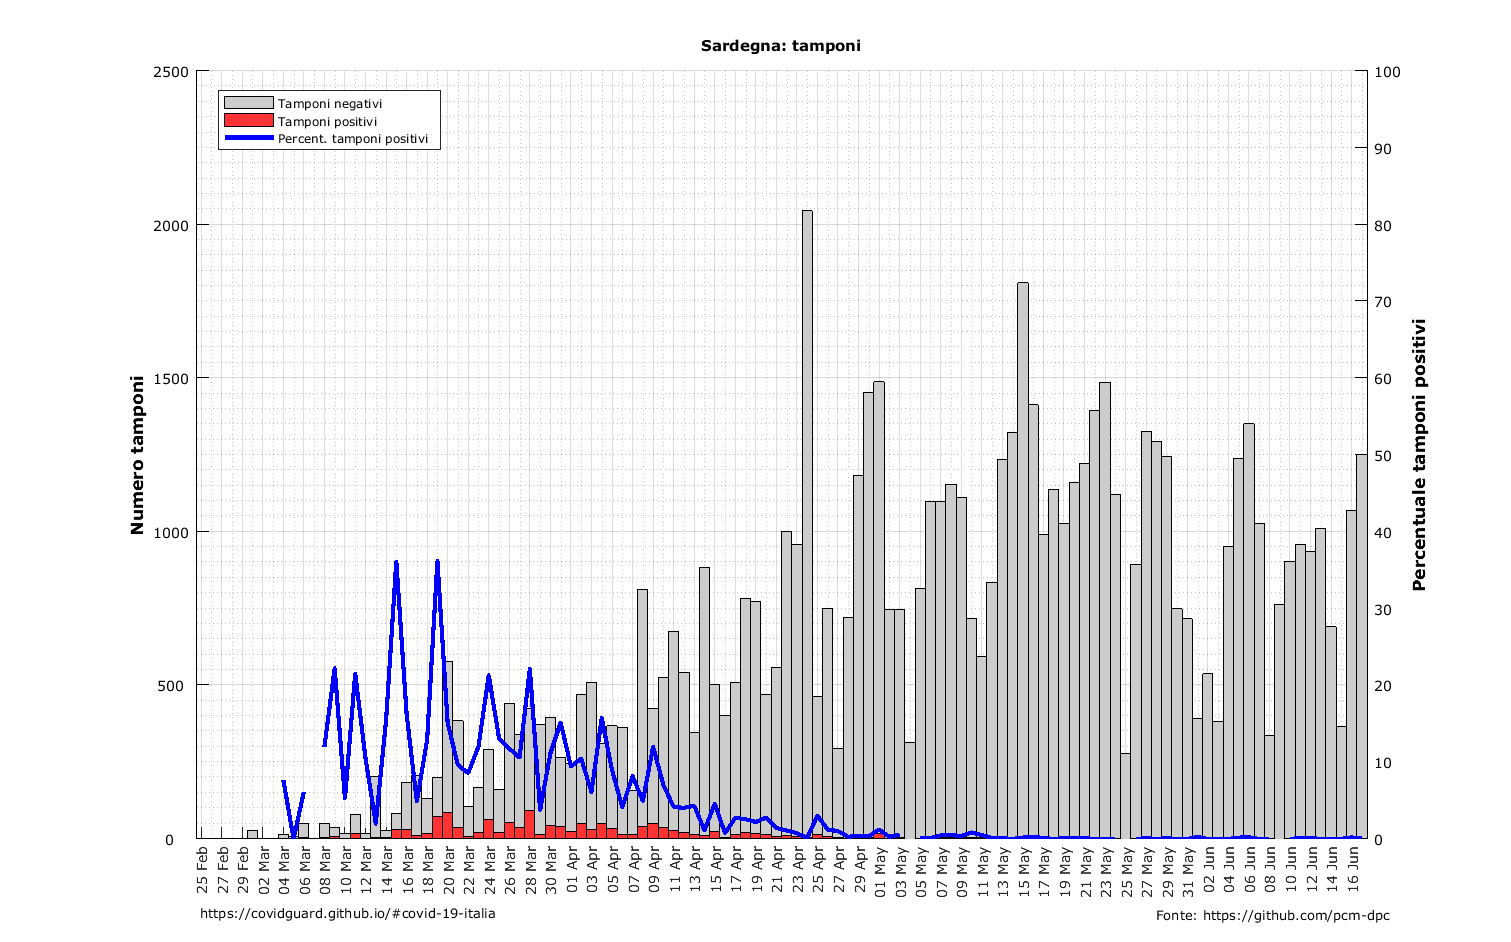 Sardegna: tamponi
2500
2000
1500
1000
500
0
Numero tamponi
Tamponi negativi
Tamponi positivi
Percent. tamponi positivi
100
90
80
70
60
50
40
30
20
10
0
Percentuale tamponi positivi
25 Feb
27 Feb
29 Feb
02 Mar
04 Mar
06 Mar
08 Mar
10 Mar
12 Mar
14 Mar
16 Mar
18 Mar
20 Mar
22 Mar
24 Mar
26 Mar
28 Mar
30 Mar
01 Apr
03 Apr
05 Apr
07 Apr
09 Apr
11 Apr
13 Apr
15 Apr
17 Apr
19 Apr
21 Apr
23 Apr
25 Apr
27 Apr
29 Apr
01 May
03 May
05 May
07 May
09 May
11 May
13 May
15 May
17 May
19 May
21 May
23 May
25 May
27 May
29 May
31 May
02 Jun
04 Jun
06 Jun
08 Jun
10 Jun
12 Jun
14 Jun
16 Jun
https://covidguard.github.io/#covid-19-italia
Fonte: https://github.com/pcm-dpc